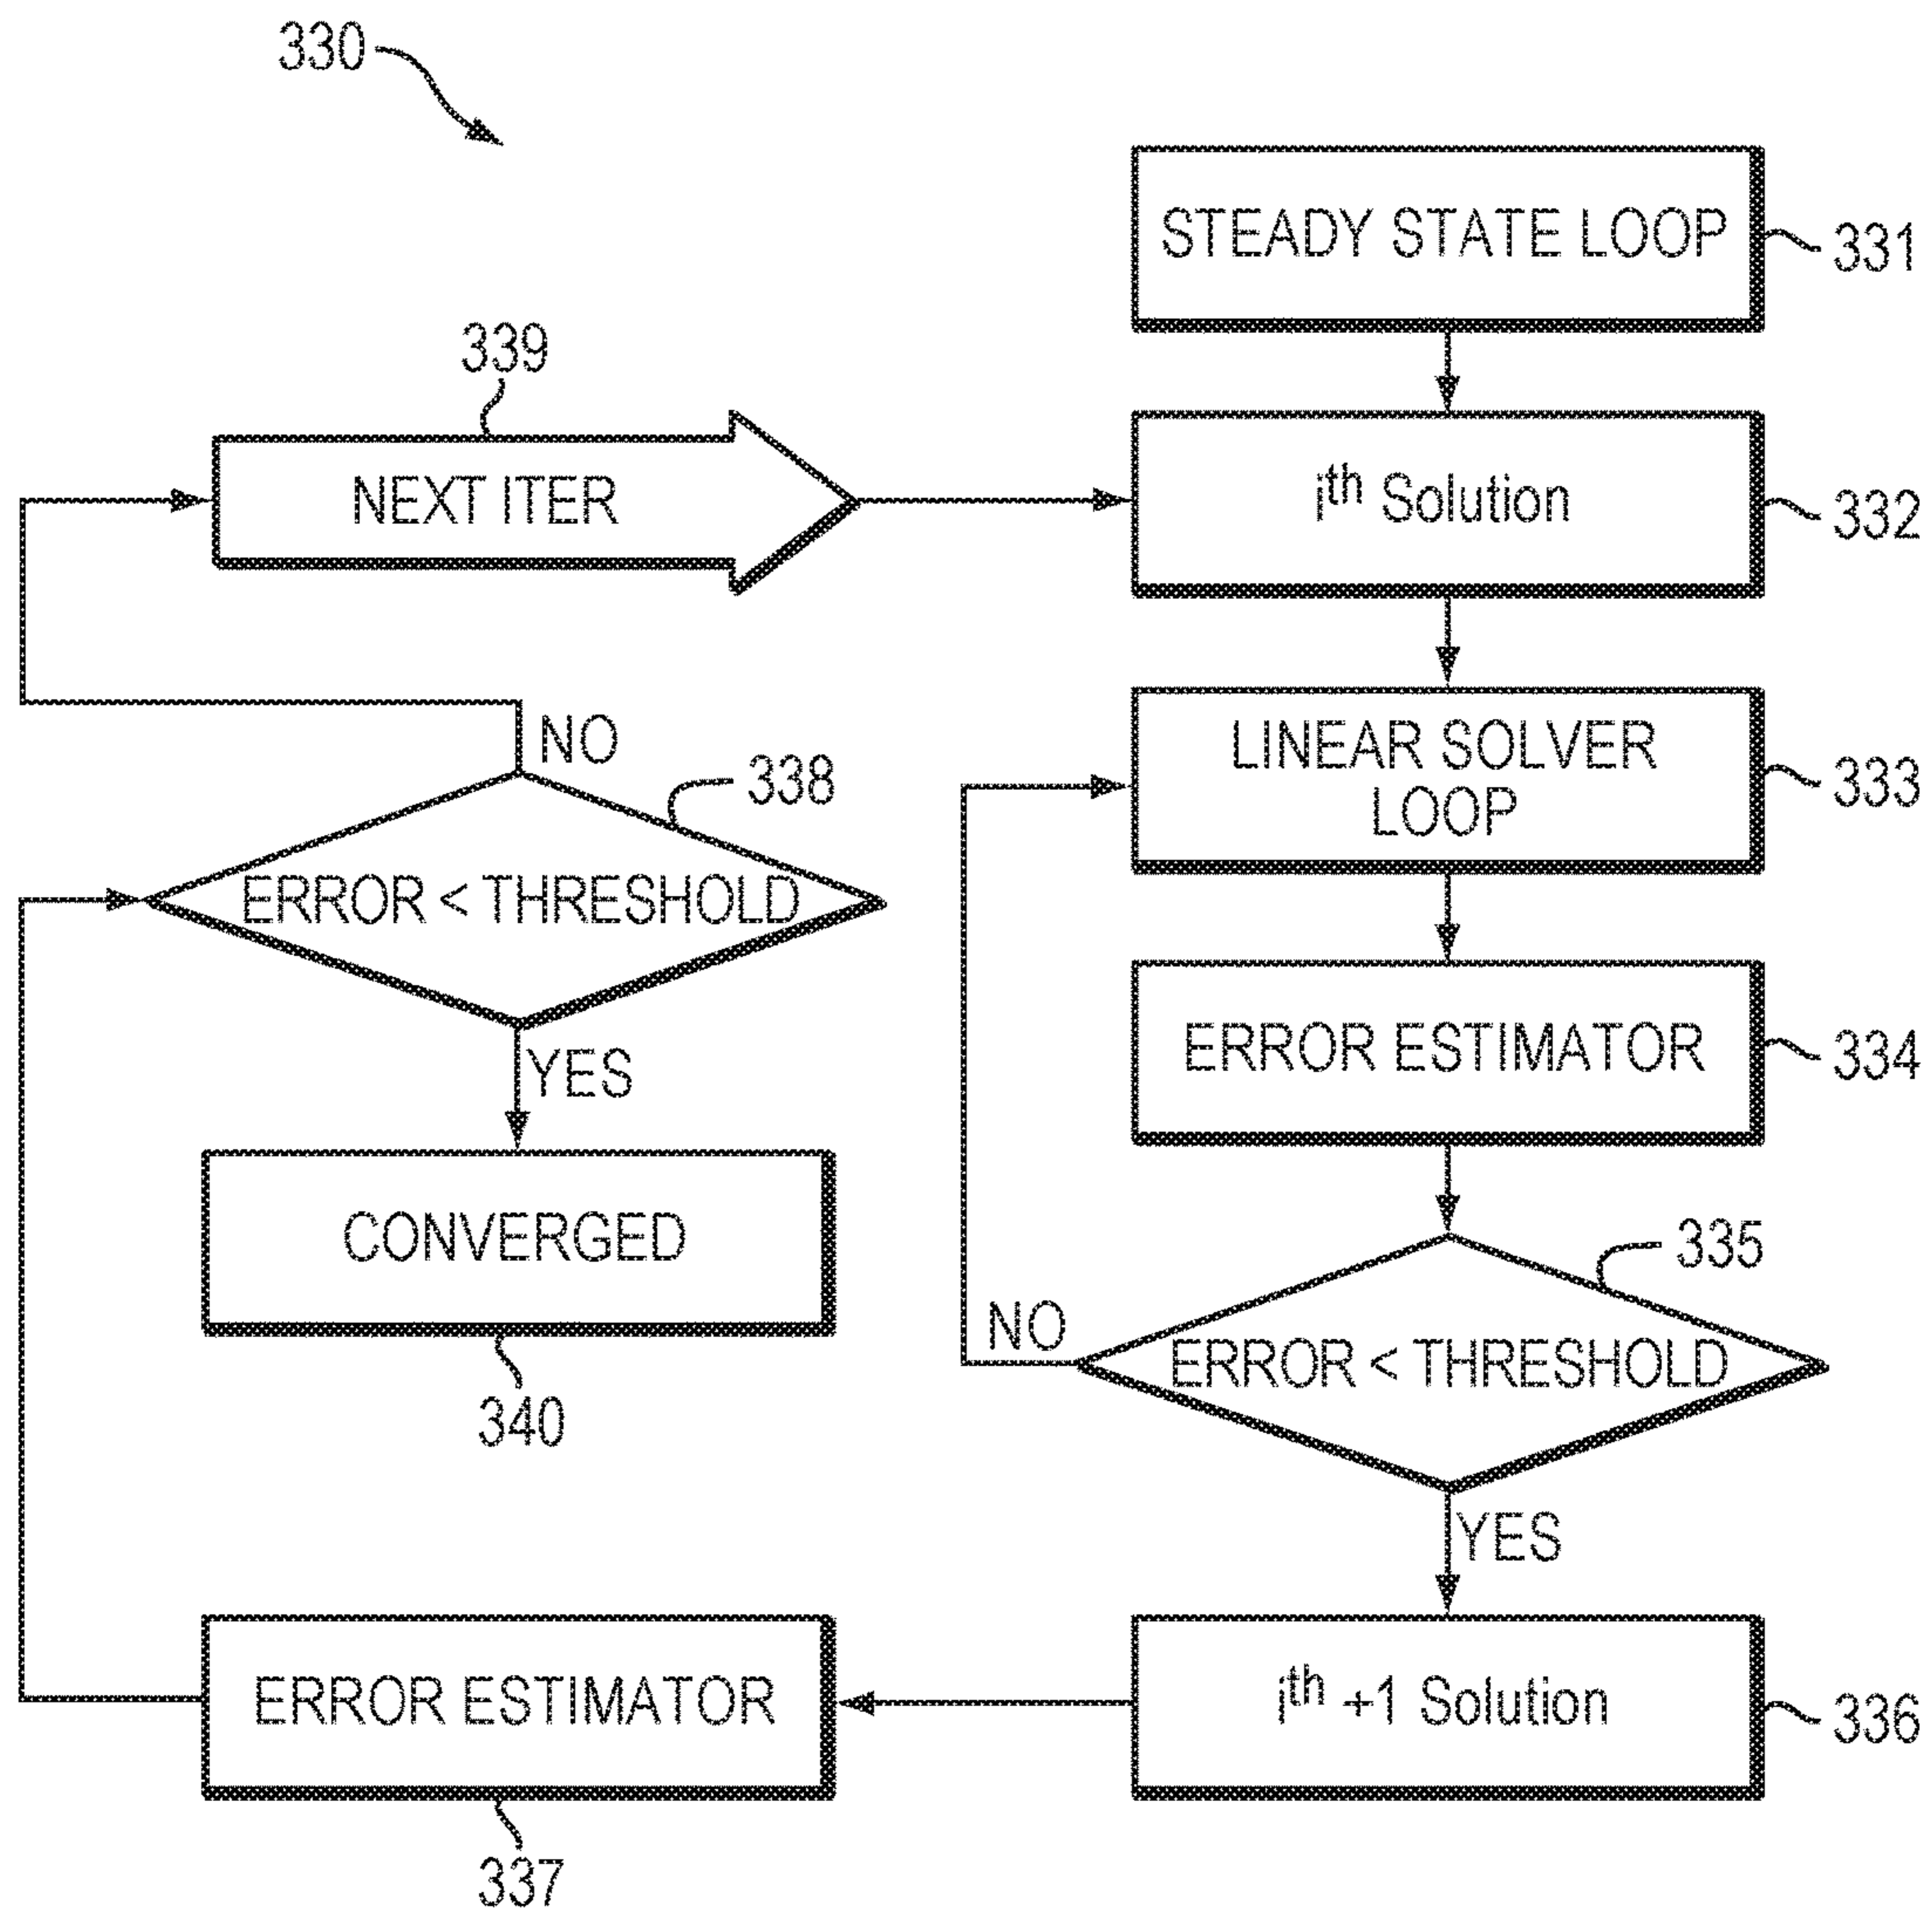 330
STEADY STATE LOOP
331
339
NEXT ITER
ith Solution
332
NO
338
LINEAR SOLVER
LOOP
333
ERROR < THRESHOLD
YES
ERROR ESTIMATOR
334
CONVERGED
340
335
NO
ERROR < THRESHOLD
YES
ERROR ESTIMATOR
337
ith +1 Solution
336